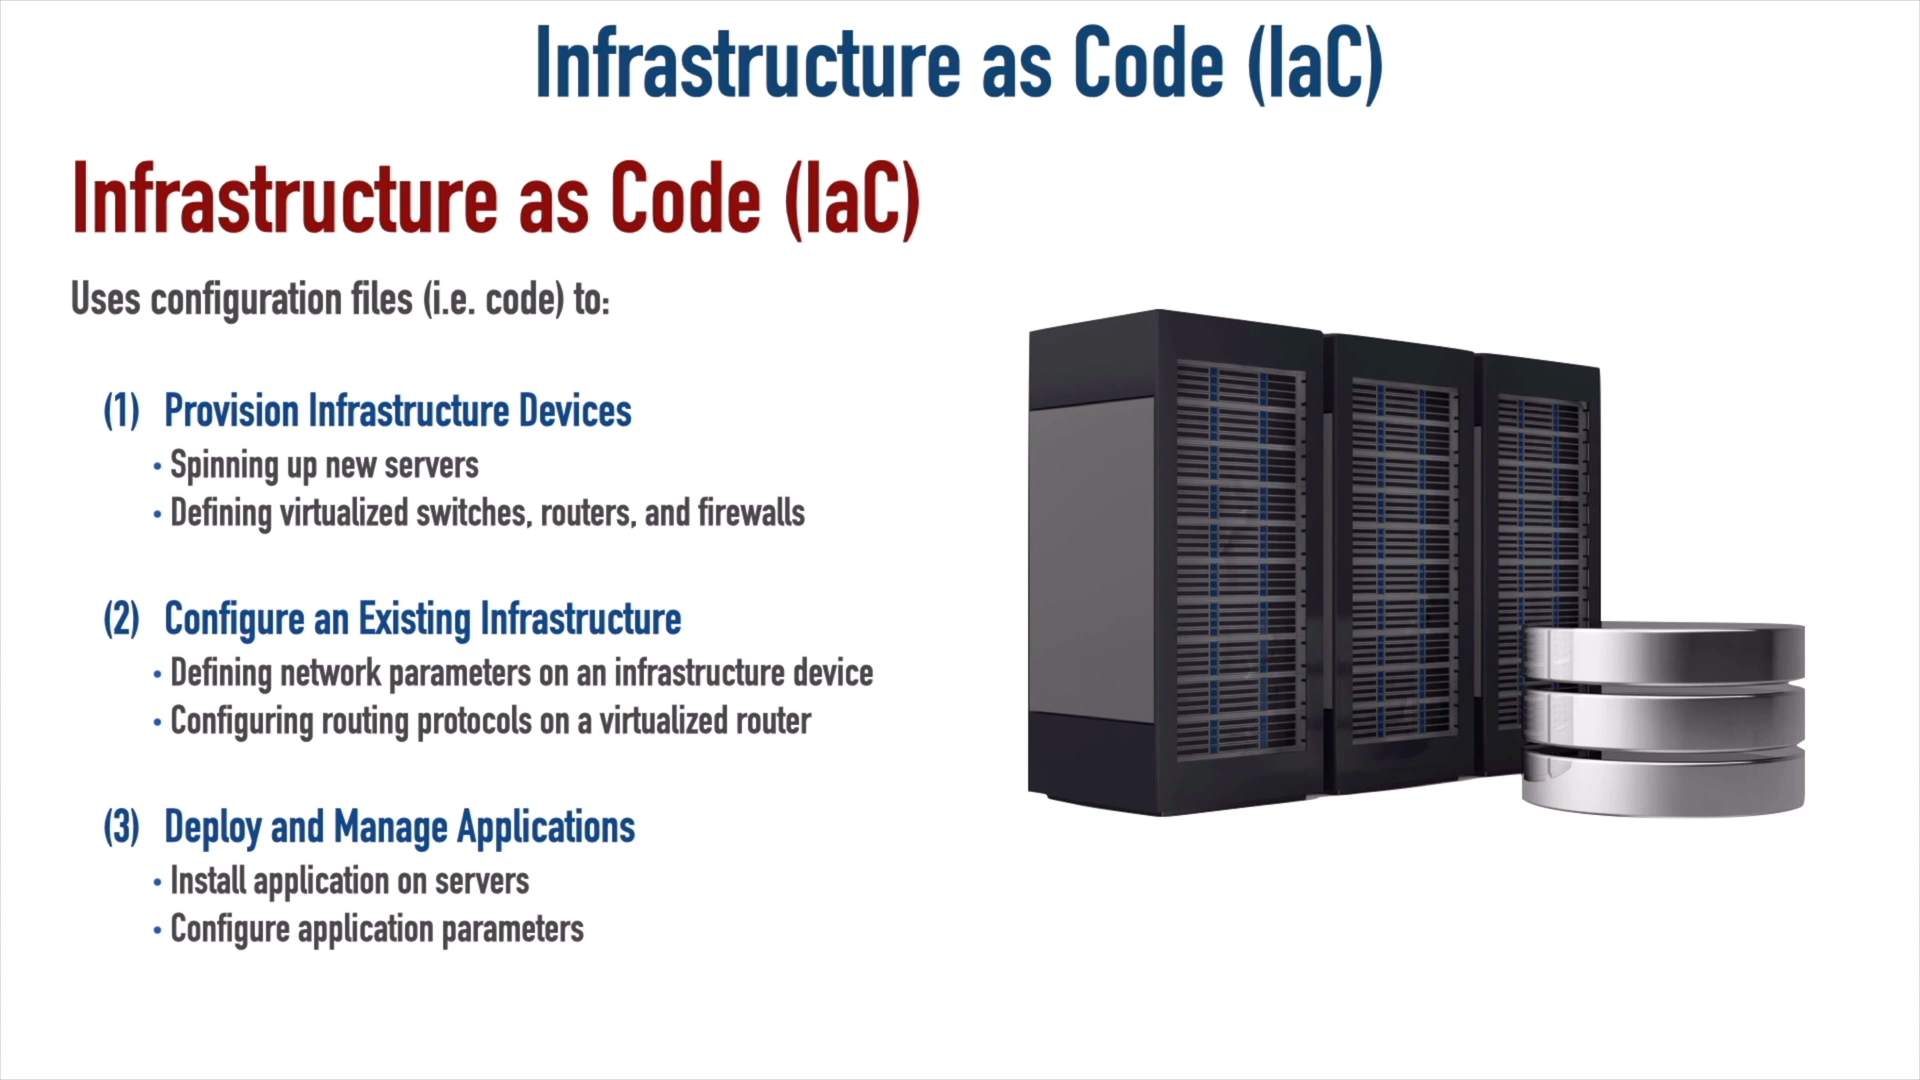 Infrastructure as Code (IaC)
Infrastructure as Code (IaC)
Uses configuration files (i.e. code) to:
(1) Provision Infrastructure Devices
• Spinning up new servers
• Defining virtualized switches, routers, and firewalls
(2) Configure an Existing Infrastructure
• Defining network parameters on an infrastructure device
• Configuring routing protocols on a virtualized router
(3) Deploy and Manage Applications
• Install application on servers
• Configure application parameters